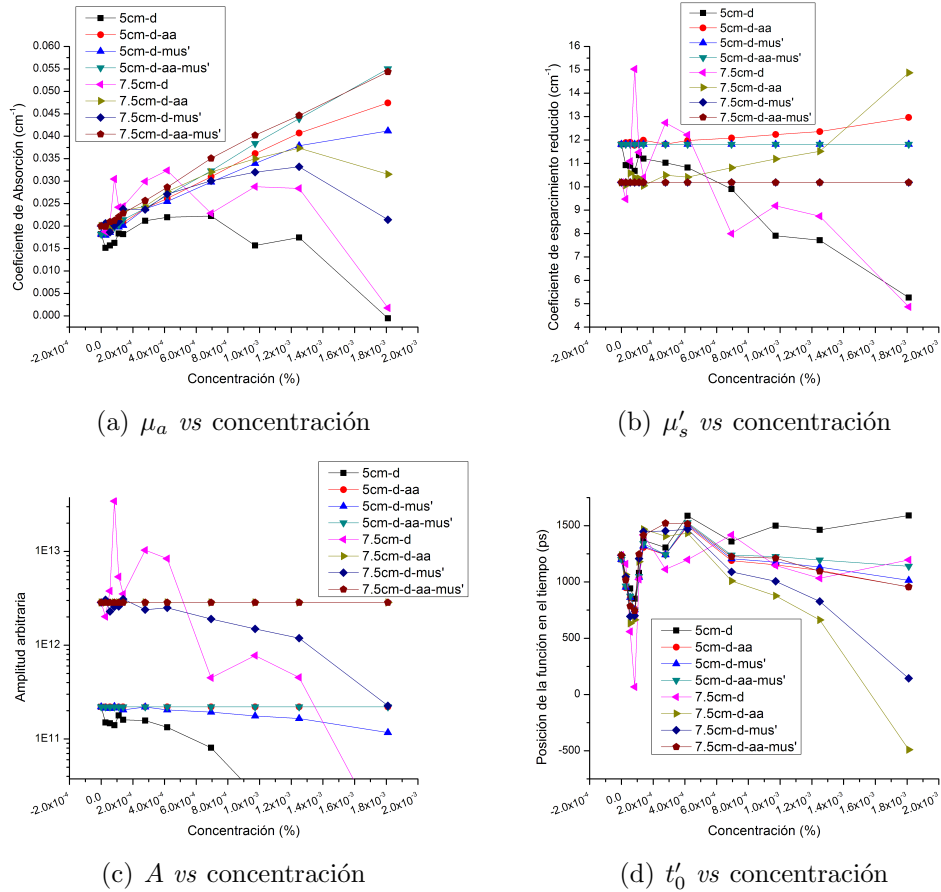 5cm-d
5cm-d-aa
5cm-d-mus'
5cm-d-aa-mus'
7.5cm-d
7.5cm-d-aa
7.5cm-d-mus'
7.5cm-d-aa-mus'
0.060
0.055
0.050
0.045
0.040
0.035
0.030
0.025
0.020
0.015
0.010
0.005
0.000
Coeficiente de Absorción (cm⁻¹)
-2.0x10⁻⁴
0.0
2.0x10⁻⁴
4.0x10⁻⁴
6.0x10⁻⁴
8.0x10⁻⁴
1.0x10⁻³
1.2x10⁻³
1.4x10⁻³
1.6x10⁻³
1.8x10⁻³
2.0x10⁻³
Concentración (%)
(a) μₐ vs concentración
5cm-d
5cm-d-aa
5cm-d-mus'
5cm-d-aa-mus'
7.5cm-d
7.5cm-d-aa
7.5cm-d-mus'
7.5cm-d-aa-mus'
16
15
14
13
12
11
10
9
8
7
6
5
4
Coeficiente de esparcimiento reducido (cm⁻¹)
-2.0x10⁻⁴
0.0
2.0x10⁻⁴
4.0x10⁻⁴
6.0x10⁻⁴
8.0x10⁻⁴
1.0x10⁻³
1.2x10⁻³
1.4x10⁻³
1.6x10⁻³
1.8x10⁻³
2.0x10⁻³
Concentración (%)
(b) μ′ₛ vs concentración
5cm-d
5cm-d-aa
5cm-d-mus'
5cm-d-aa-mus'
7.5cm-d
7.5cm-d-aa
7.5cm-d-mus'
7.5cm-d-aa-mus'
1E13
1E12
1E11
Amplitud arbitraria
-2.0x10⁻⁴
0.0
2.0x10⁻⁴
4.0x10⁻⁴
6.0x10⁻⁴
8.0x10⁻⁴
1.0x10⁻³
1.2x10⁻³
1.4x10⁻³
1.6x10⁻³
1.8x10⁻³
2.0x10⁻³
Concentración (%)
(c) A vs concentración
1500
1000
500
0
-500
Posición de la función en el tiempo (ps)
5cm-d
5cm-d-aa
5cm-d-mus'
5cm-d-aa-mus'
7.5cm-d
7.5cm-d-aa
7.5cm-d-mus'
7.5cm-d-aa-mus'
-2.0x10⁻⁴
0.0
2.0x10⁻⁴
4.0x10⁻⁴
6.0x10⁻⁴
8.0x10⁻⁴
1.0x10⁻³
1.2x10⁻³
1.4x10⁻³
1.6x10⁻³
1.8x10⁻³
2.0x10⁻³
Concentración (%)
(d) t′₀ vs concentración